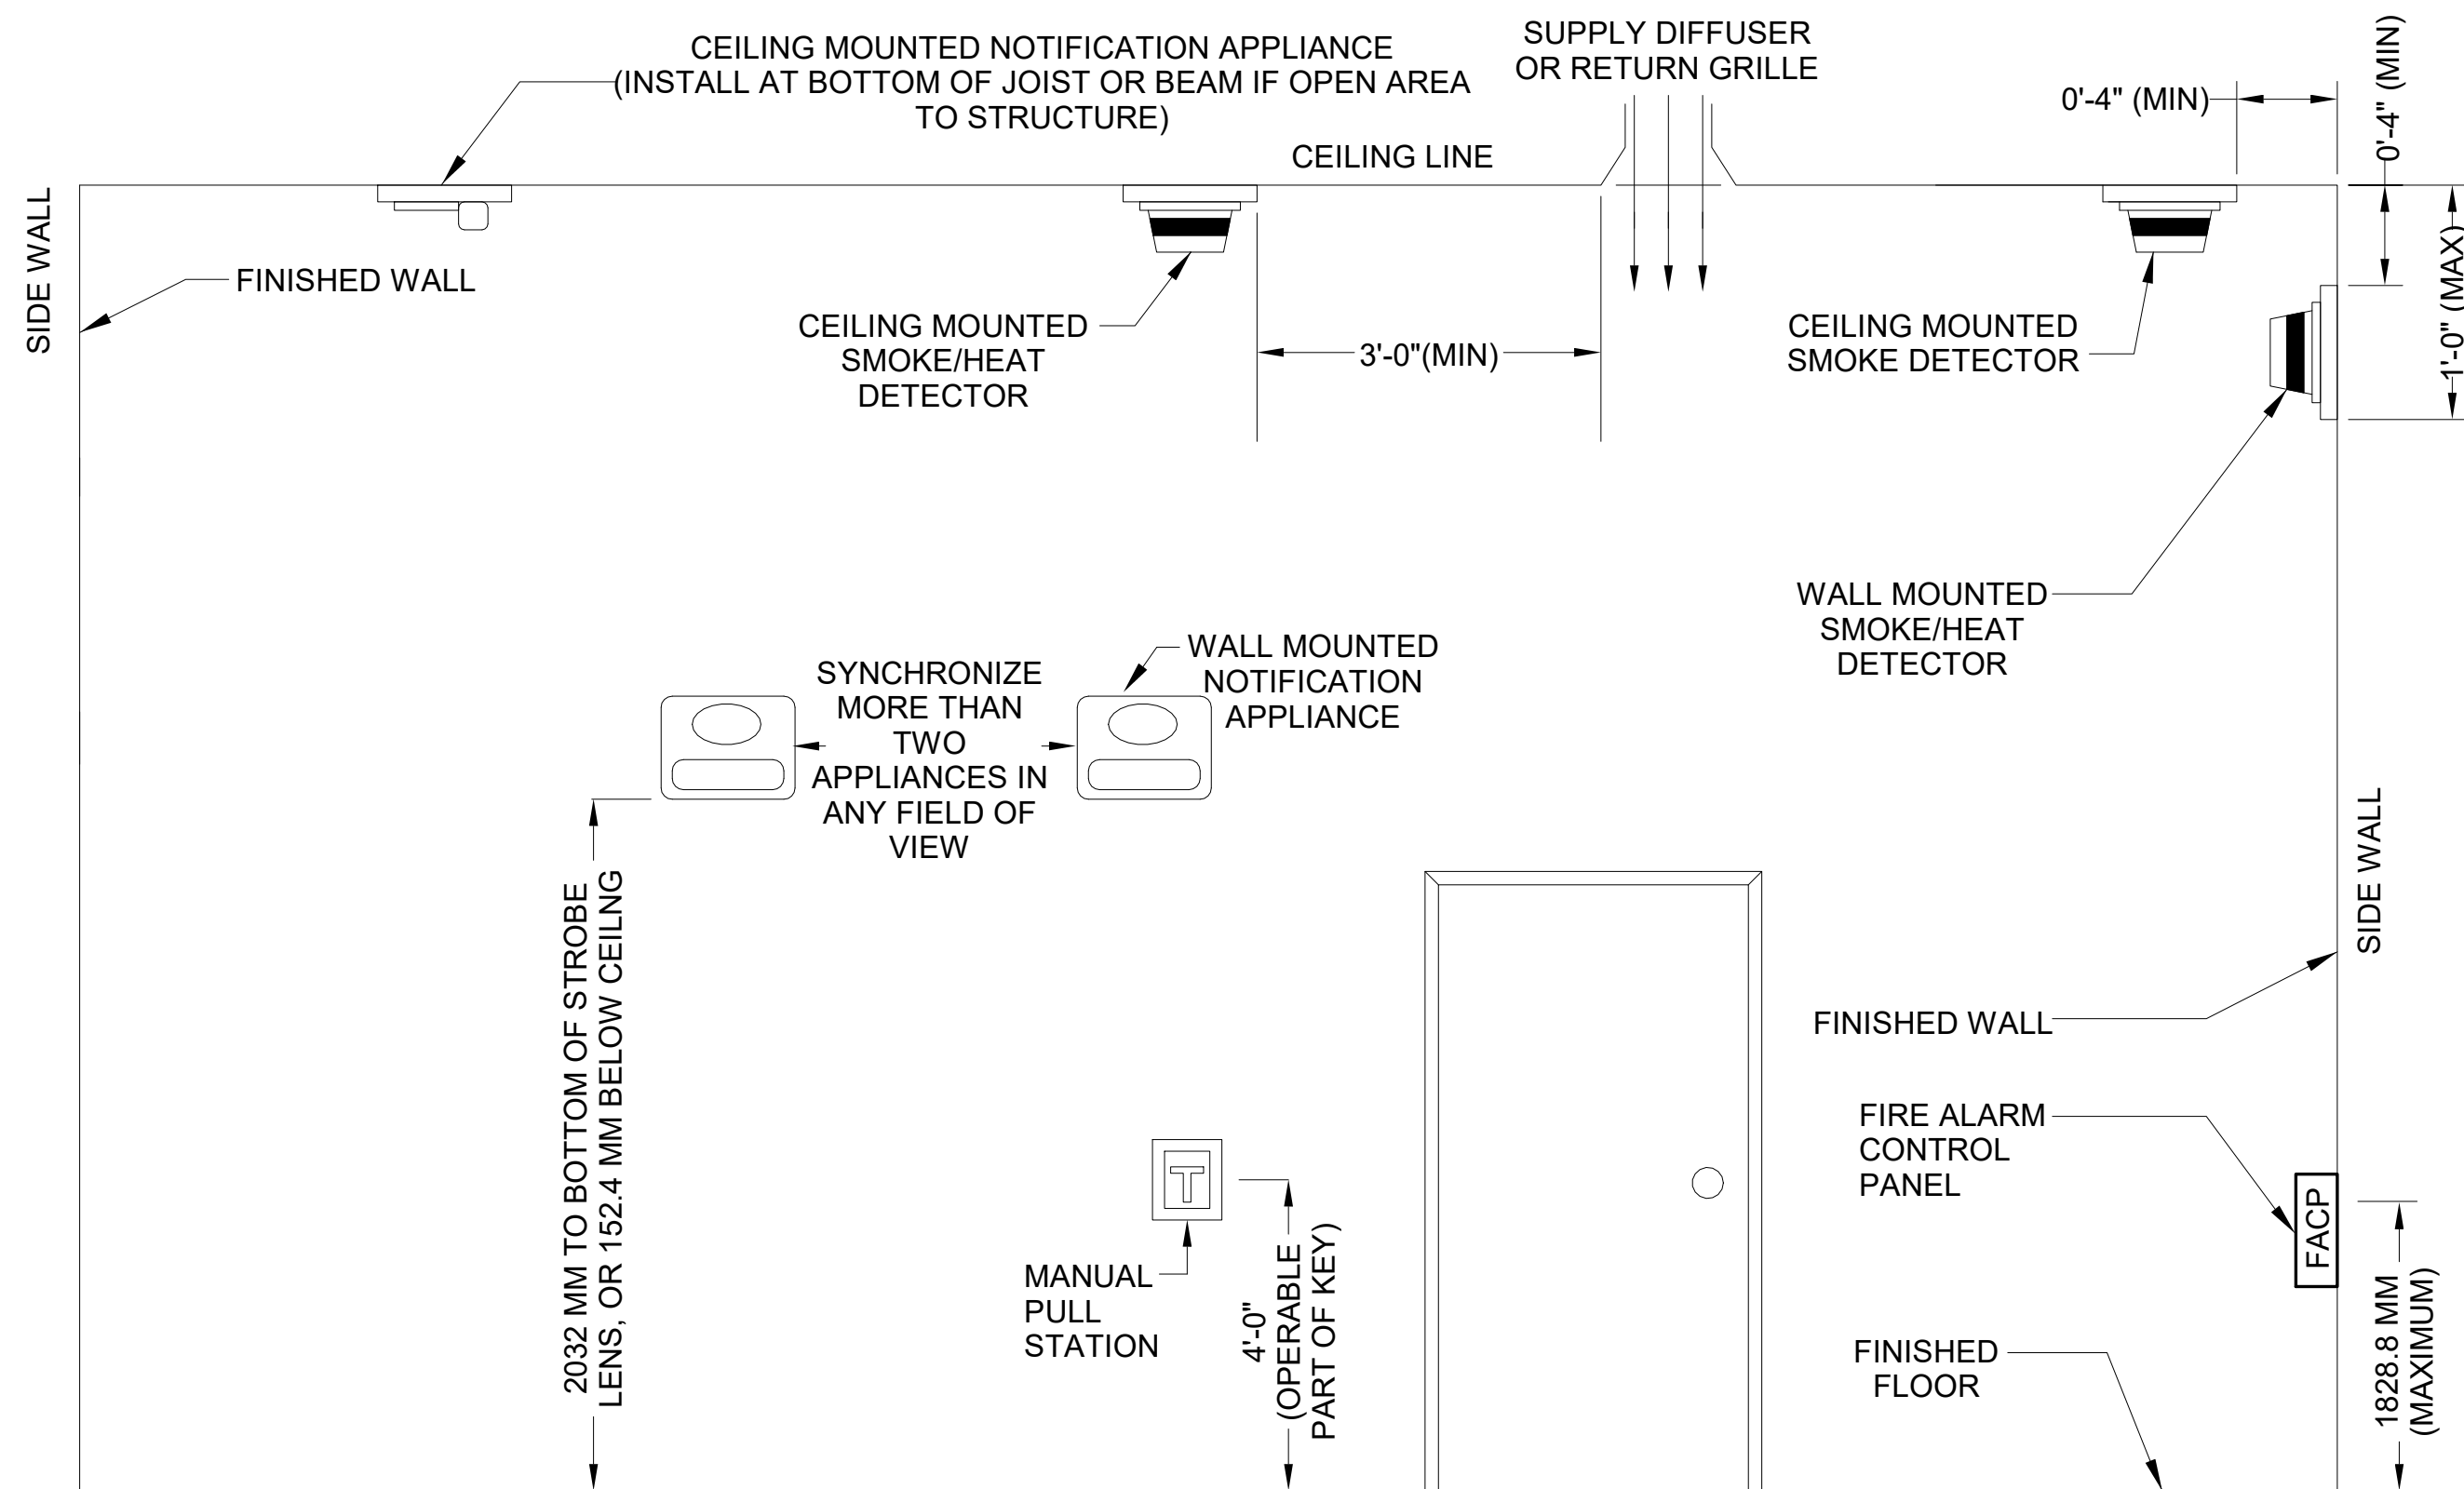 CEILING MOUNTED NOTIFICATION APPLIANCE
(INSTALL AT BOTTOM OF JOIST OR BEAM IF OPEN AREA
TO STRUCTURE)
SUPPLY DIFFUSER
OR RETURN GRILLE
CEILING LINE
0'-4" (MIN)
0'-4" (MIN)
1'-0" (MAX)
SIDE WALL
FINISHED WALL
CEILING MOUNTED
SMOKE/HEAT
DETECTOR
3'-0"(MIN)
CEILING MOUNTED
SMOKE DETECTOR
WALL MOUNTED
SMOKE/HEAT
DETECTOR
SYNCHRONIZE
MORE THAN
TWO
APPLIANCES IN
ANY FIELD OF
VIEW
WALL MOUNTED
NOTIFICATION
APPLIANCE
2032 MM TO BOTTOM OF STROBE
LENS, OR 152.4 MM BELOW CEILNG
SIDE WALL
FINISHED WALL
FIRE ALARM
CONTROL
PANEL
FACP
T
MANUAL
PULL
STATION
4'-0"
(OPERABLE
PART OF KEY)
FINISHED
FLOOR
1828.8 MM
(MAXIMUM)